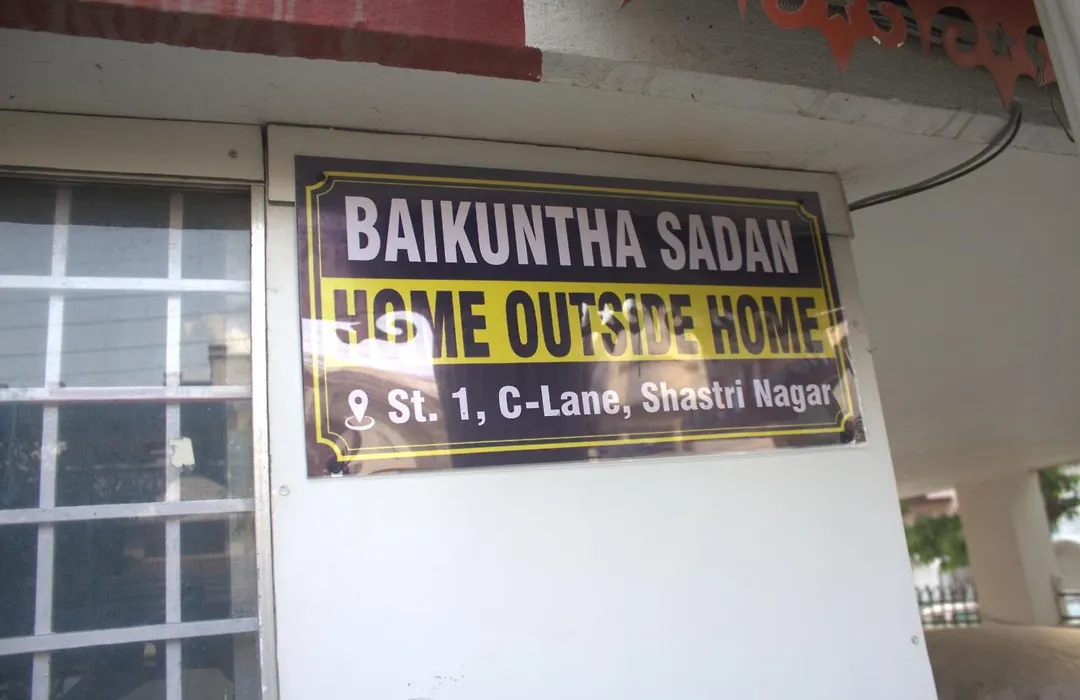 BAIKUNTHA SADAN
HOME OUTSIDE HOME
St. 1, C-Lane, Shastri Nagar